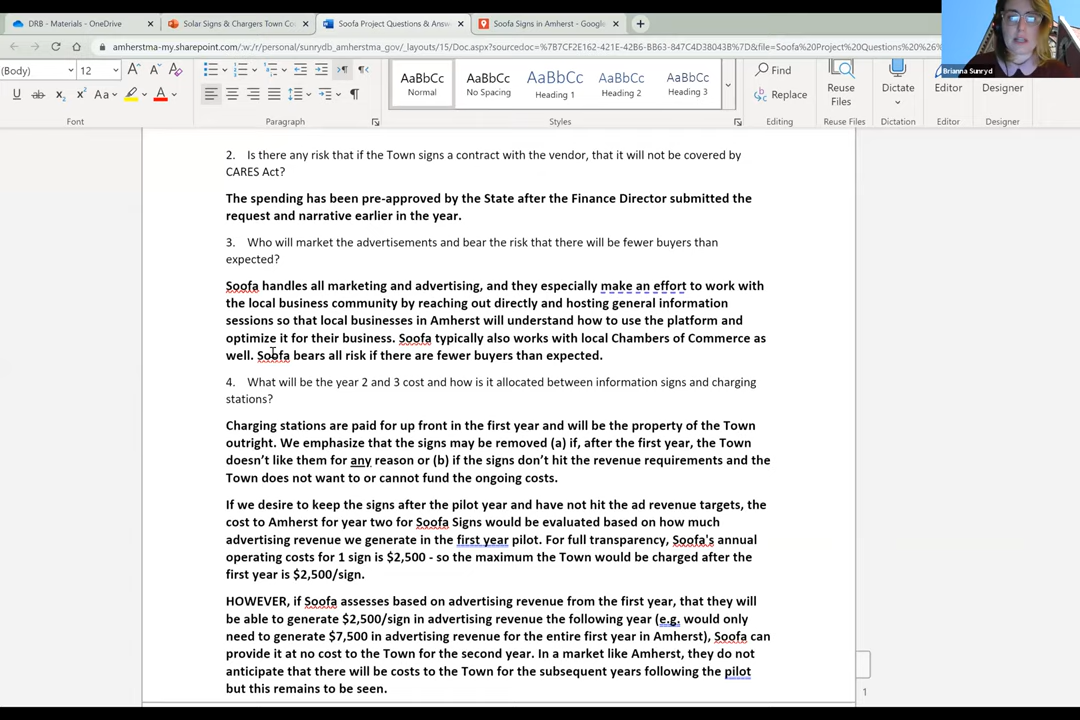 DRB - Materials - OneDrive
Solar Signs & Chargers Town Co
Soofa Project Questions & Answ
Soofa Signs in Amherst - Google
amherstma-my.sharepoint.com/:w:/r/personal/sunrydb_amherstma_gov/_layouts/15/Doc.aspx?sourcedoc=%7BCF2E162-421E-42B6-BB63-847C4D38043B%7D&file=Soofa%20Project%20Questions%20%26%
Brianna Sunryd
(Body) 12 A A A
AaBbCc AaBbCc AaBbCc AaBbCc AaBbCc
Normal No Spacing Heading 1 Heading 2 Heading 3
Find
Replace
Reuse Files
Dictate
Editor
Designer
U ab X2 X2 Aa A
Font Paragraph Styles Editing Reuse Files Dictation Editor Designer
2. Is there any risk that if the Town signs a contract with the vendor, that it will not be covered by
CARES Act?
The spending has been pre-approved by the State after the Finance Director submitted the
request and narrative earlier in the year.
3. Who will market the advertisements and bear the risk that there will be fewer buyers than
expected?
Soofa handles all marketing and advertising, and they especially make an effort to work with
the local business community by reaching out directly and hosting general information
sessions so that local businesses in Amherst will understand how to use the platform and
optimize it for their business. Soofa typically also works with local Chambers of Commerce as
well. Soofa bears all risk if there are fewer buyers than expected.
4. What will be the year 2 and 3 cost and how is it allocated between information signs and charging
stations?
Charging stations are paid for up front in the first year and will be the property of the Town
outright. We emphasize that the signs may be removed (a) if, after the first year, the Town
doesn't like them for any reason or (b) if the signs don't hit the revenue requirements and the
Town does not want to or cannot fund the ongoing costs.
If we desire to keep the signs after the pilot year and have not hit the ad revenue targets, the
cost to Amherst for year two for Soofa Signs would be evaluated based on how much
advertising revenue we generate in the first year pilot. For full transparency, Soofa's annual
operating costs for 1 sign is $2,500 - so the maximum the Town would be charged after the
first year is $2,500/sign.
HOWEVER, if Soofa assesses based on advertising revenue from the first year, that they will
be able to generate $2,500/sign in advertising revenue the following year (e.g. would only
need to generate $7,500 in advertising revenue for the entire first year in Amherst), Soofa can
provide it at no cost to the Town for the second year. In a market like Amherst, they do not
anticipate that there will be costs to the Town for the subsequent years following the pilot
but this remains to be seen.
1